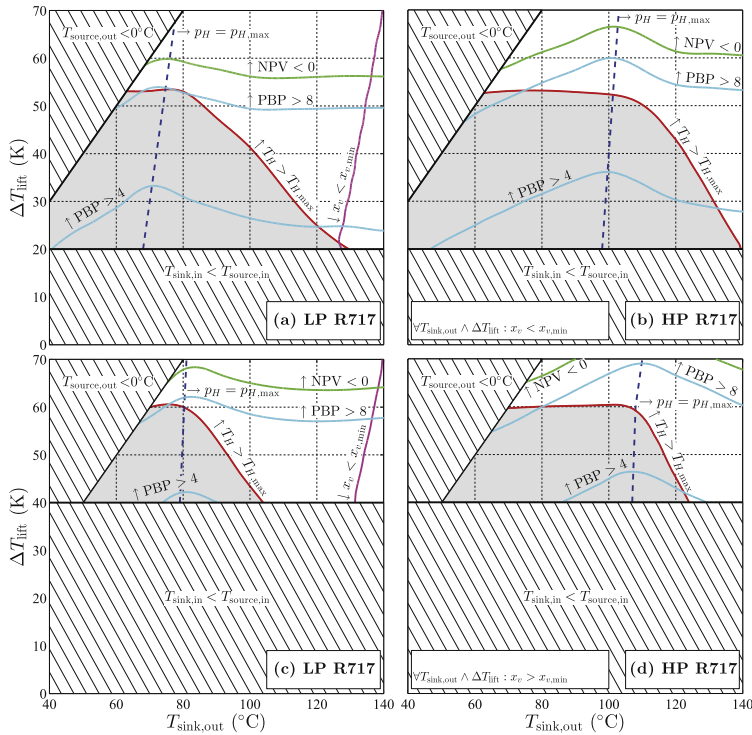 70
60
50
40
30
20
10
0
ΔT_lift (K)
T_source,out <0°C
→ p_H = p_H,max
↑ NPV < 0
↑ PBP > 8
↑ T_H > T_H,max
↓ x_v < x_v,min
↑ PBP > 4
T_sink,in < T_source,in
(a) LP R717
T_source,out <0°C
→ p_H = p_H,max
↑ NPV < 0
↑ PBP > 8
↑ T_H > T_H,max
↑ PBP > 4
T_sink,in < T_source,in
∀T_sink,out ∧ ΔT_lift : x_v < x_v,min
(b) HP R717
70
60
50
40
30
20
10
0
ΔT_lift (K)
T_source,out <0°C
↑ NPV < 0
→ p_H = p_H,max
↑ PBP > 8
↑ T_H > T_H,max
↓ x_v < x_v,min
↑ PBP > 4
T_sink,in < T_source,in
(c) LP R717
40 60 80 100 120 140
T_sink,out (°C)
T_source,out <0°C
↑ NPV < 0
↑ PBP > 8
→ p_H = p_H,max
↑ T_H > T_H,max
↑ PBP > 4
T_sink,in < T_source,in
∀T_sink,out ∧ ΔT_lift : x_v > x_v,min
(d) HP R717
40 60 80 100 120 140
T_sink,out (°C)